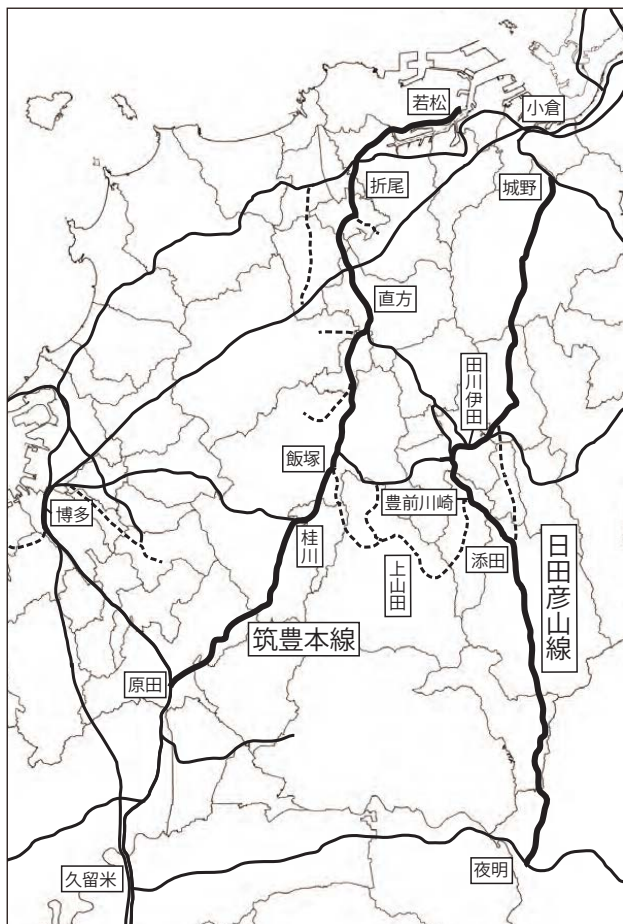 若松
小倉
折尾
城野
直方
田川伊田
飯塚
豊前川崎
博多
桂川
上山田
添田
日田彦山線
筑豊本線
原田
久留米
夜明